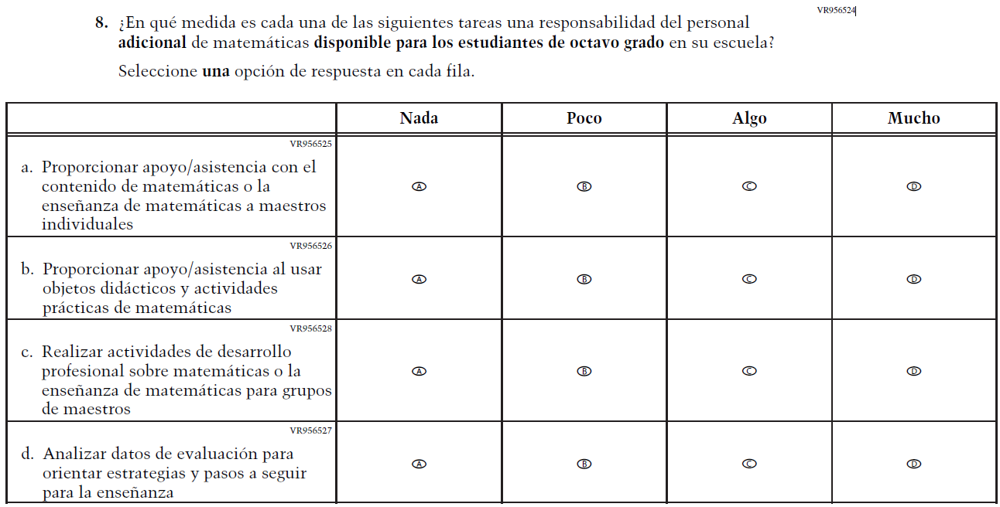 VR956524
8. ¿En qué medida es cada una de las siguientes tareas una responsabilidad del personal
adicional de matemáticas disponible para los estudiantes de octavo grado en su escuela?
Seleccione una opción de respuesta en cada fila.
Nada Poco Algo Mucho
VR956525
a. Proporcionar apoyo/asistencia con el
contenido de matemáticas o la
enseñanza de matemáticas a maestros
individuales
A B C D
VR956526
b. Proporcionar apoyo/asistencia al usar
objetos didácticos y actividades
prácticas de matemáticas
A B C D
VR956528
c. Realizar actividades de desarrollo
profesional sobre matemáticas o la
enseñanza de matemáticas para grupos
de maestros
A B C D
VR956527
d. Analizar datos de evaluación para
orientar estrategias y pasos a seguir
para la enseñanza
A B C D